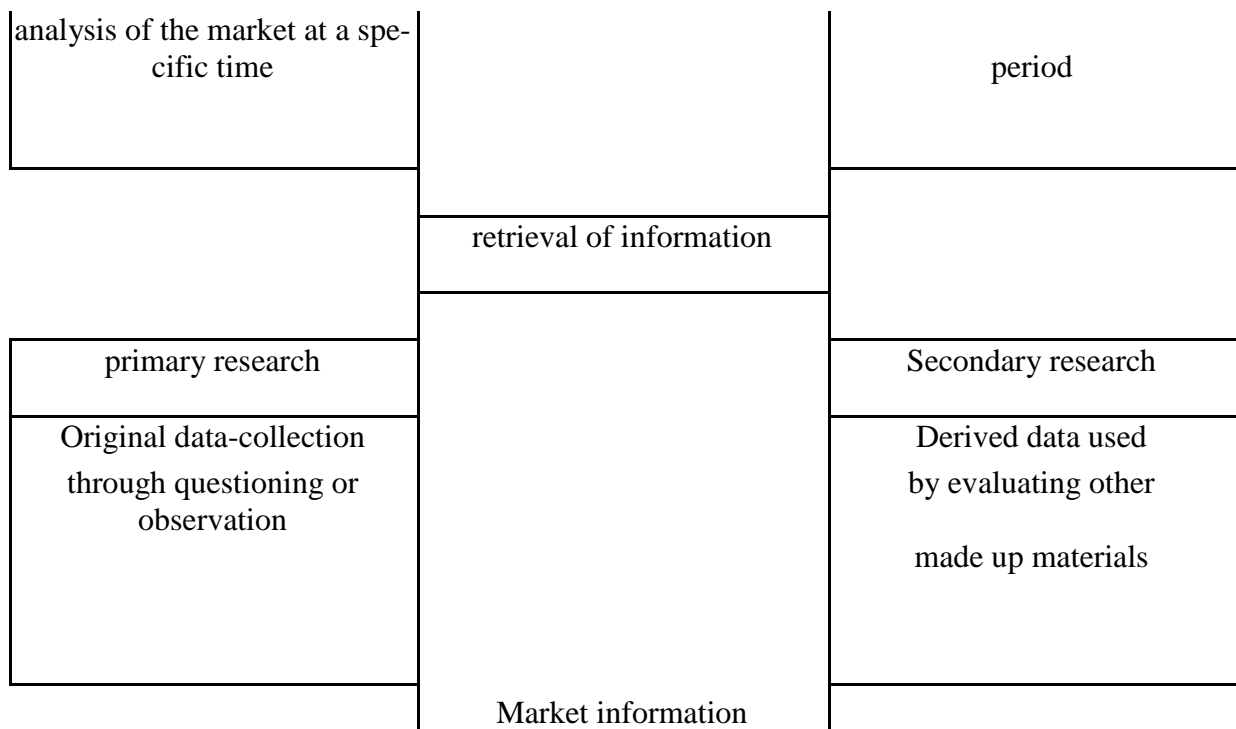 analysis of the market at a spe-
cific time
period
retrieval of information
primary research
Secondary research
Original data-collection
through questioning or
observation
Derived data used
by evaluating other
made up materials
Market information